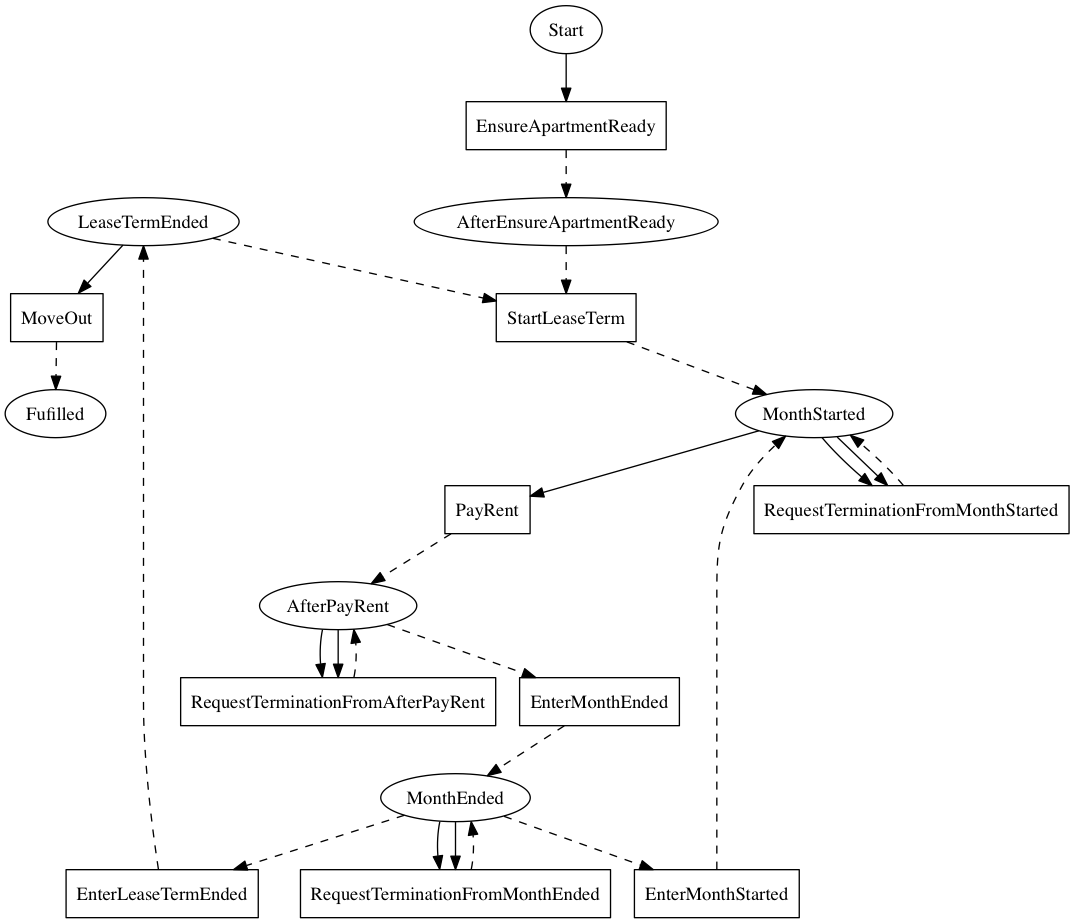 Start
EnsureApartmentReady
LeaseTermEnded
AfterEnsureApartmentReady
MoveOut
StartLeaseTerm
Fufilled
MonthStarted
PayRent
RequestTerminationFromMonthStarted
AfterPayRent
RequestTerminationFromAfterPayRent
EnterMonthEnded
MonthEnded
EnterLeaseTermEnded
RequestTerminationFromMonthEnded
EnterMonthStarted